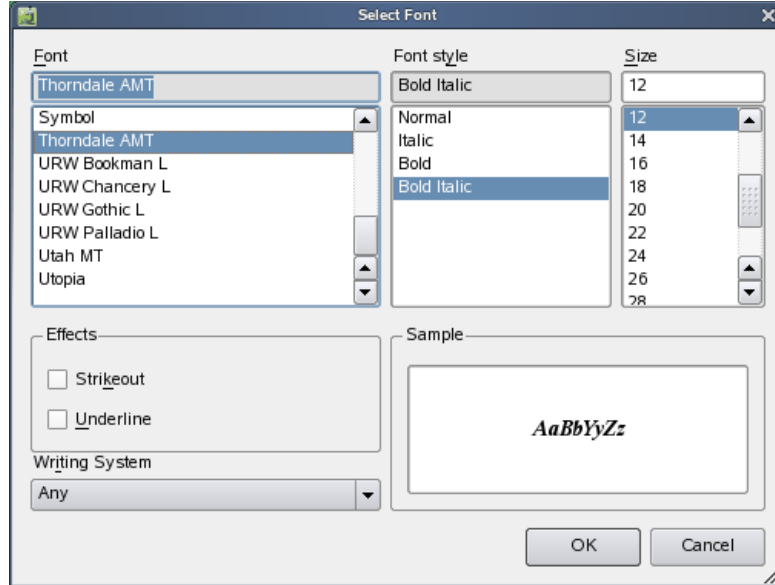 Select Font
Font
Font style
Size
Thorndale AMT
Bold Italic
12
Symbol
Thorndale AMT
URW Bookman L
URW Chancery L
URW Gothic L
URW Palladio L
Utah MT
Utopia
Normal
Italic
Bold
Bold Italic
12
14
16
18
20
22
24
26
28
Effects
Strikeout
Underline
Sample
AaBbYyZz
Writing System
Any
OK
Cancel